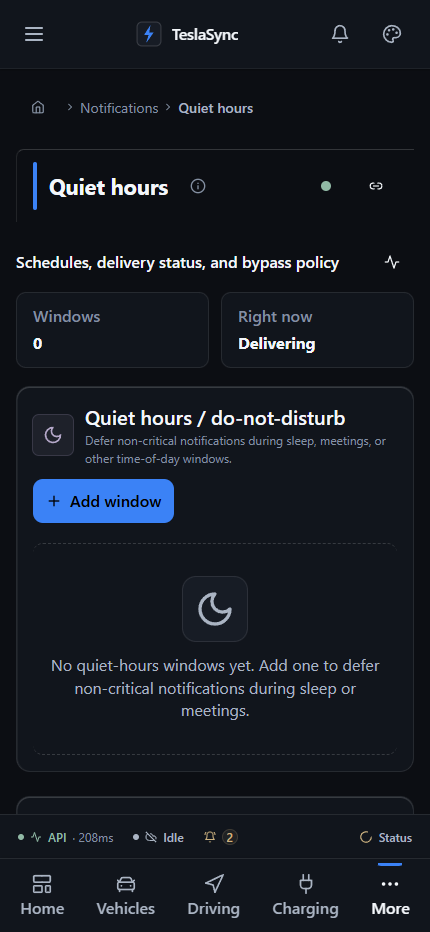 TeslaSync
Notifications
Quiet hours
Quiet hours
Schedules, delivery status, and bypass policy
Windows
0
Right now
Delivering
Quiet hours / do-not-disturb
Defer non-critical notifications during sleep, meetings, or
other time-of-day windows.
+ Add window
No quiet-hours windows yet. Add one to defer
non-critical notifications during sleep or
meetings.
API · 208ms
Idle
2
Status
Home
Vehicles
Driving
Charging
More